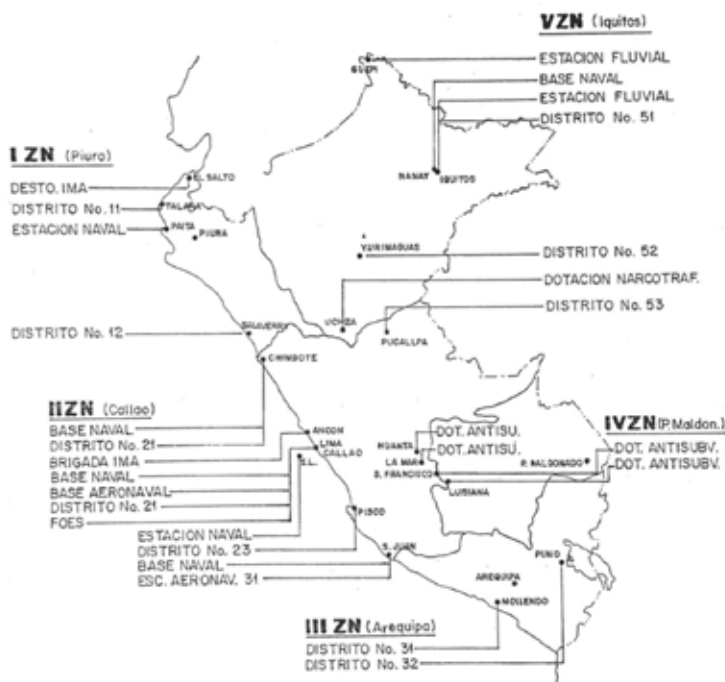 VZN (Iquitos)
ESTACION FLUVIAL
BASE NAVAL
ESTACION FLUVIAL
DISTRITO No. 51
NANAY
IQUITOS
I ZN (Piura)
DESTO. IMA
EL SALTO
DISTRITO No. 11
TALARA
ESTACION NAVAL
PAITA
PIURA
YURIMAGUAS
DISTRITO No. 52
DOTACION NARCOTRAF.
DISTRITO No. 53
UCHIZA
PUCALLPA
DISTRITO No. 12
SALAVERRY
CHIMBOTE
IIZN (Callao)
BASE NAVAL
DISTRITO No. 21
BRIGADA IMA
BASE NAVAL
BASE AERONAVAL
DISTRITO No. 21
FOES
ANCON
LIMA
CALLAO
S.L.
IVZN (P. Maldon.)
DOT. ANTISU.
DOT. ANTISU.
DOT. ANTISUBV.
DOT. ANTISUBV.
HUANTA
LA MAR
S. FRANCISCO
LUISIANA
P. MALDONADO
PISCO
ESTACION NAVAL
DISTRITO No. 23
BASE NAVAL
ESC. AERONAV. 31
S. JUAN
PUNO
AREQUIPA
MOLLENDO
III ZN (Arequipa)
DISTRITO No. 31
DISTRITO No. 32